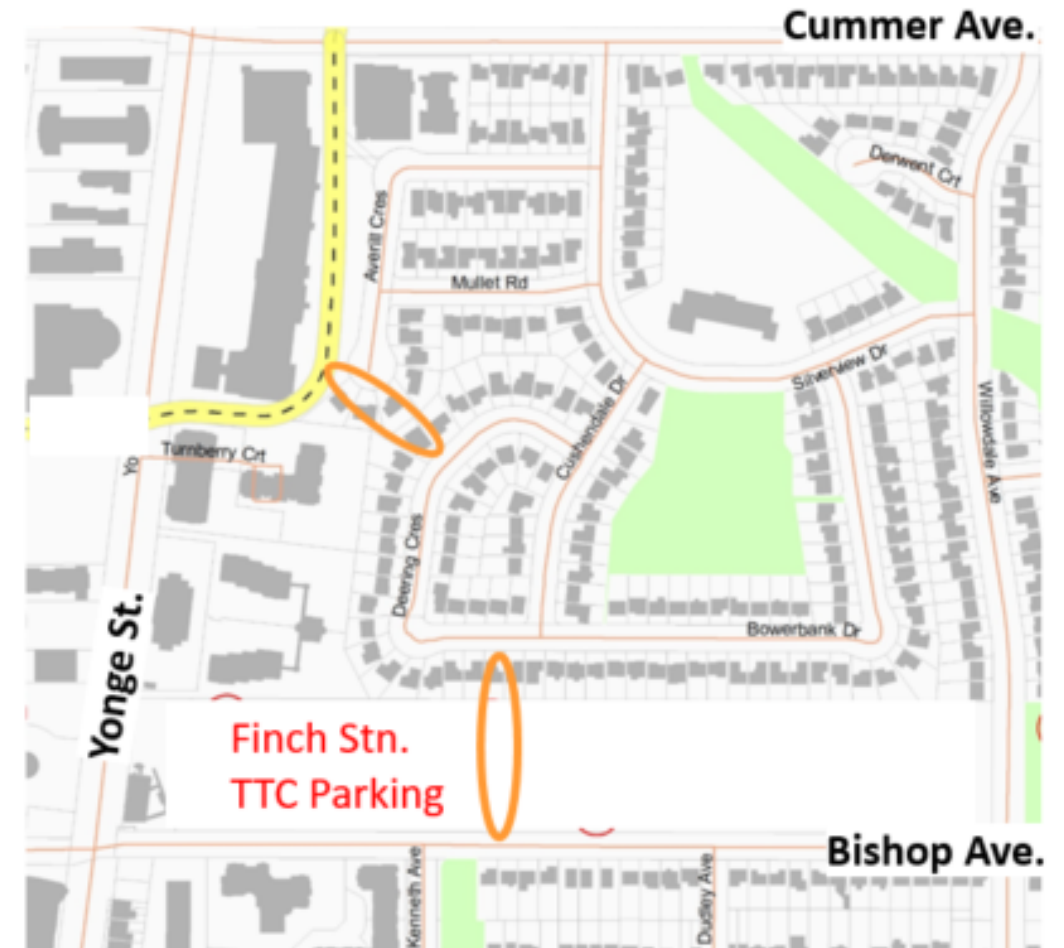 Cummer Ave.
Derwent Crt
Averill Cres
Mullet Rd
Silverview Dr
Cushendale Dr
Willowdale Ave
Turnberry Crt
Yo
Deering Cres
Bowerbank Dr
Yonge St.
Finch Stn.
TTC Parking
Bishop Ave.
Kenneth Ave
Dudley Ave